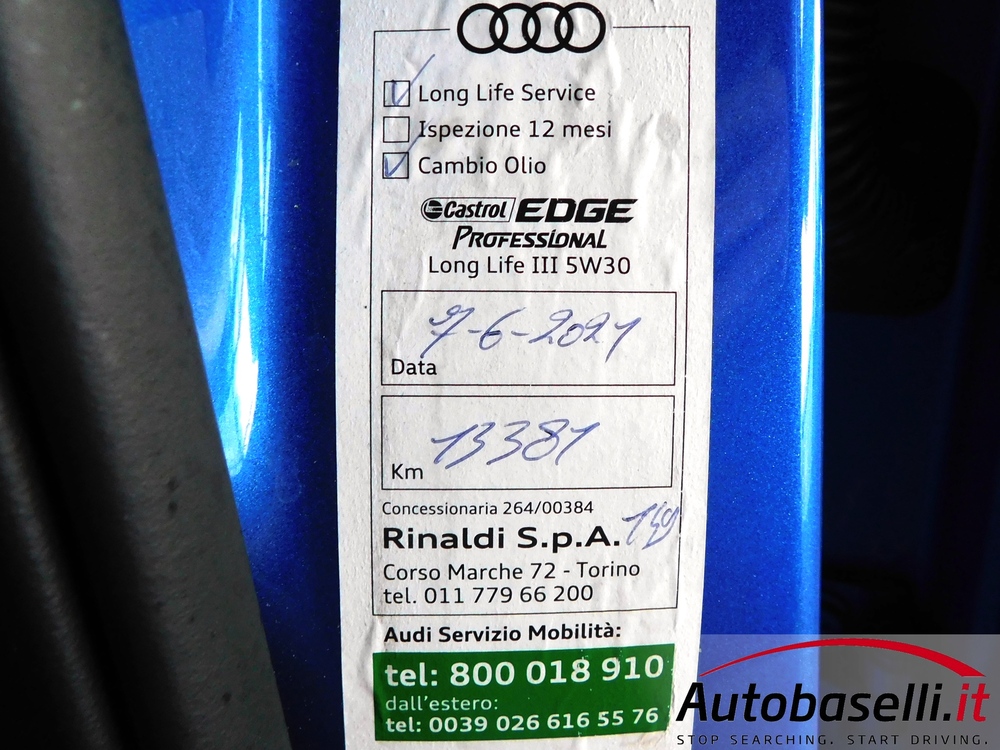 Long Life Service
Ispezione 12 mesi
Cambio Olio
Castrol EDGE
PROFESSIONAL
Long Life III 5W30
7-6-2021
Data
13381
Km
Concessionaria 264/00384
Rinaldi S.p.A.
Corso Marche 72 - Torino
tel. 011 779 66 200
Audi Servizio Mobilità:
tel: 800 018 910
dall'estero:
tel: 0039 026 616 55 76
Autobaselli.it
STOP SEARCHING. START DRIVING.